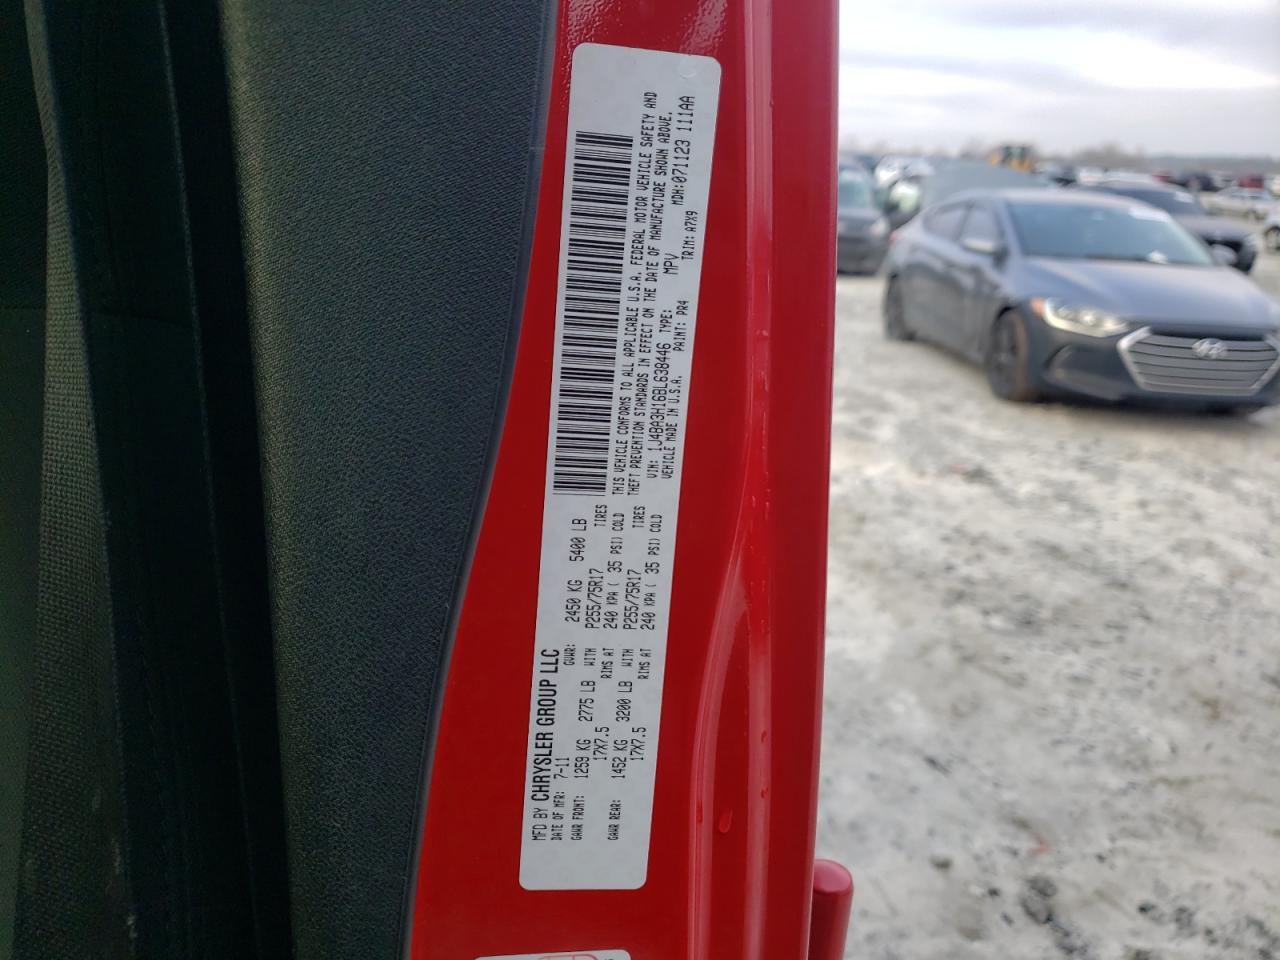 MFD BY CHRYSLER GROUP LLC
DATE OF MFR: 7-11 GVWR: 2450 KG 5400 LB
GAWR FRONT: 1259 KG 2775 LB WITH P255/75R17 TIRES
17X7.5 RIMS AT 240 KPA ( 35 PSI) COLD
GAWR REAR: 1452 KG 3200 LB WITH P255/75R17 TIRES
17X7.5 RIMS AT 240 KPA ( 35 PSI) COLD
THIS VEHICLE CONFORMS TO ALL APPLICABLE U.S.A. FEDERAL MOTOR VEHICLE SAFETY AND
THEFT PREVENTION STANDARDS IN EFFECT ON THE DATE OF MANUFACTURE SHOWN ABOVE.
VIN: 1J4BA3H16BL638446 TYPE: MPV MDH:071123 111AA
VEHICLE MADE IN U.S.A. PAINT: PR4 TRIM: A7X9